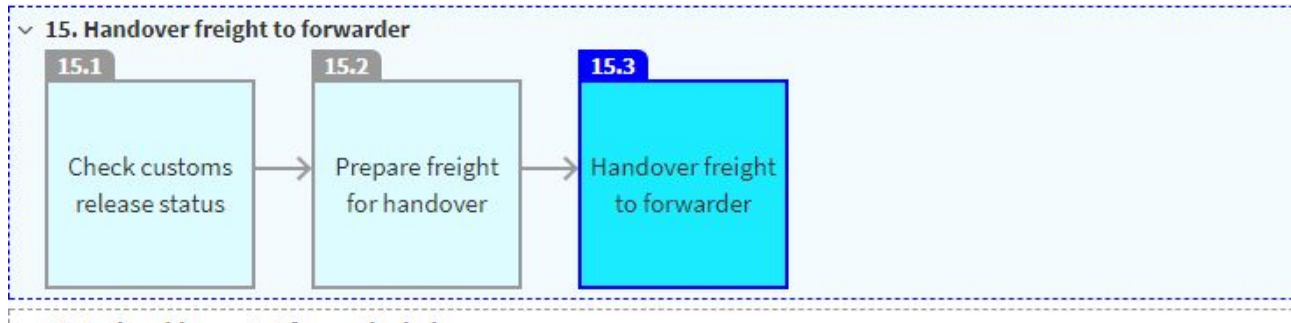 15. Handover freight to forwarder
15.1
15.2
15.3
Check customs
release status
Prepare freight
for handover
Handover freight
to forwarder